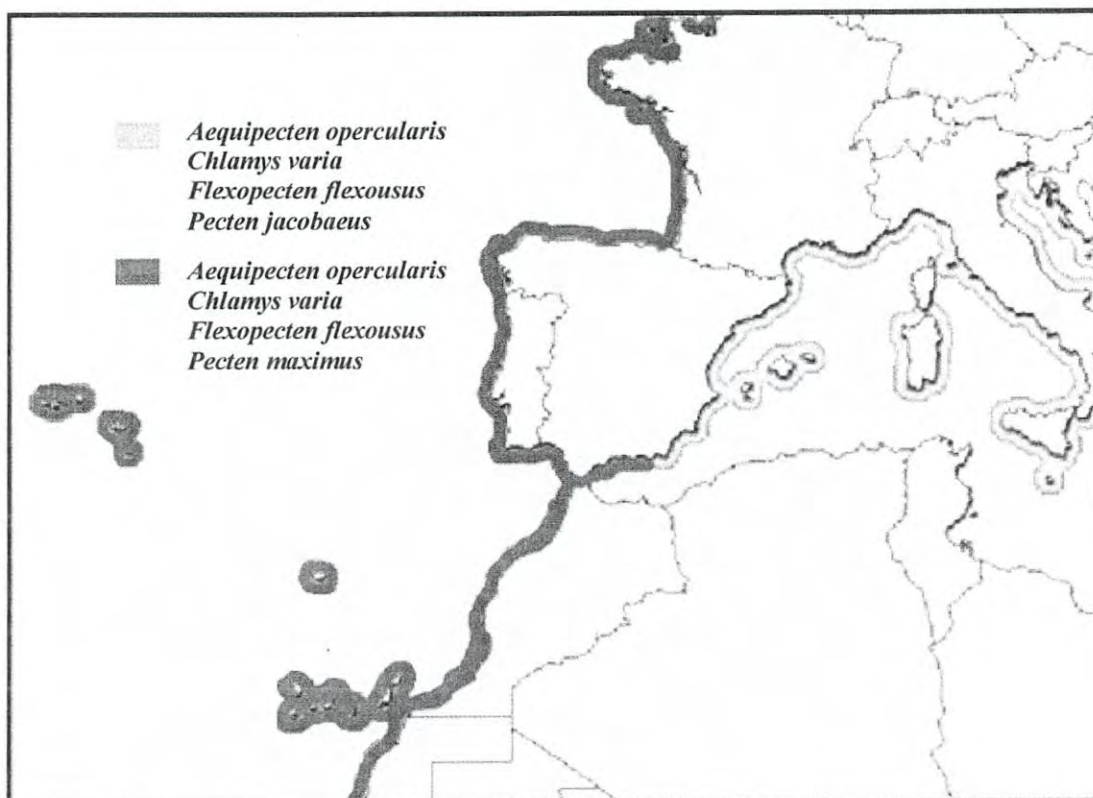 Aequipecten opercularis
Chlamys varia
Flexopecten flexousus
Pecten jacobaeus
Aequipecten opercularis
Chlamys varia
Flexopecten flexousus
Pecten maximus